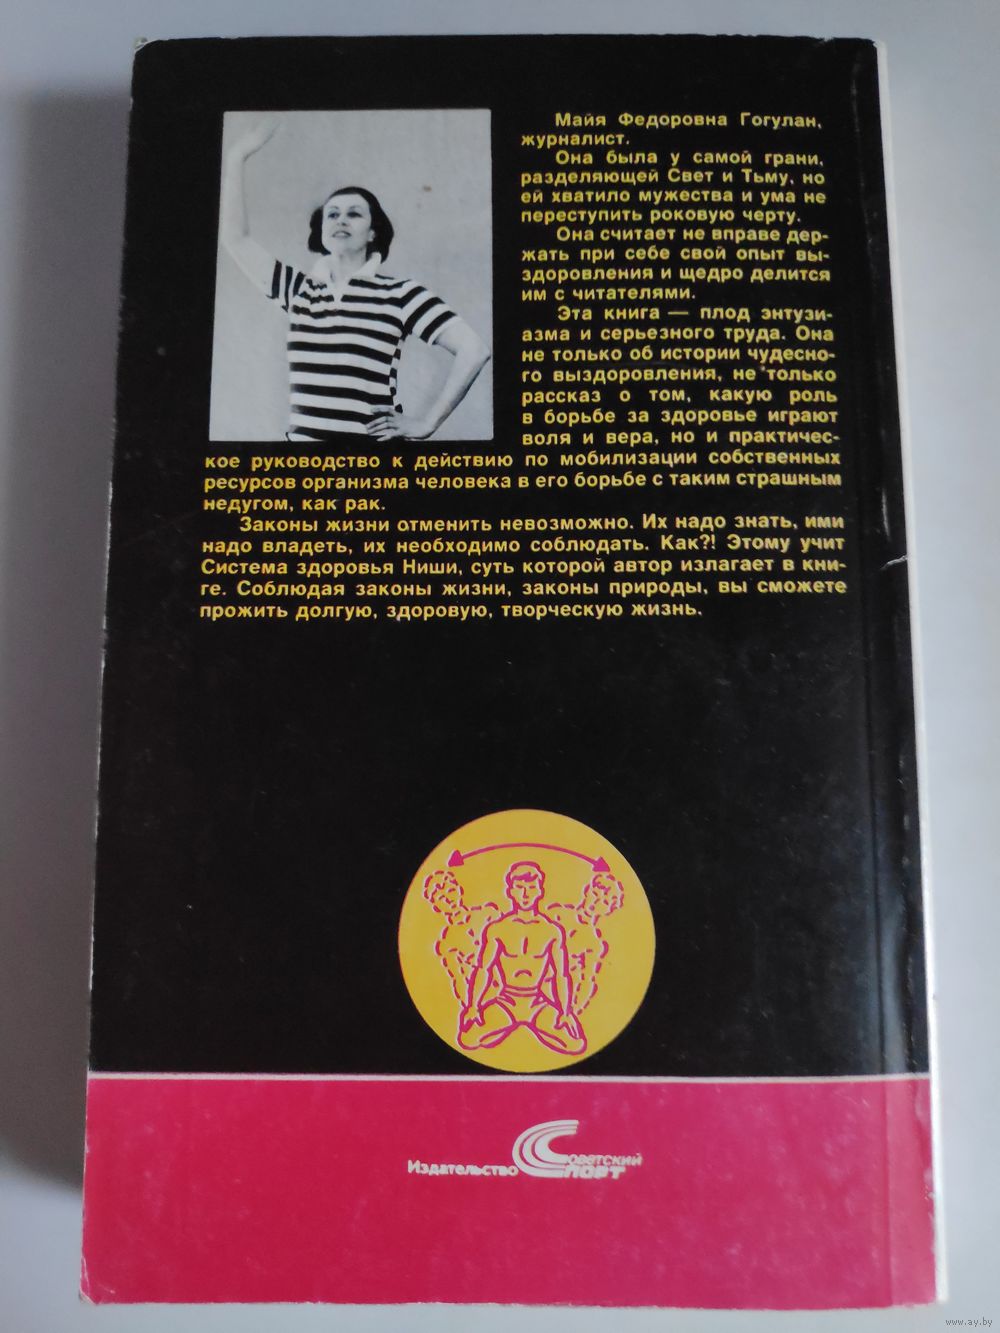 Майя Федоровна Гогулан,
журналист.
Она была у самой грани,
разделяющей Свет и Тьму, но
ей хватило мужества и ума не
переступить роковую черту.
Она считает не вправе дер-
жать при себе свой опыт вы-
здоровления и щедро делится
им с читателями.
Эта книга — плод энтузи-
азма и серьезного труда. Она
не только об истории чудесно-
го выздоровления, не только
рассказ о том, какую роль
в борьбе за здоровье играют
воля и вера, но и практичес-
кое руководство к действию по мобилизации собственных
ресурсов организма человека в его борьбе с таким страшным
недугом, как рак.
Законы жизни отменить невозможно. Их надо знать, ими
надо владеть, их необходимо соблюдать. Как?! Этому учит
Система здоровья Ниши, суть которой автор излагает в кни-
ге. Соблюдая законы жизни, законы природы, вы сможете
прожить долгую, здоровую, творческую жизнь.
Издательство Советский Спорт
www.ay.by